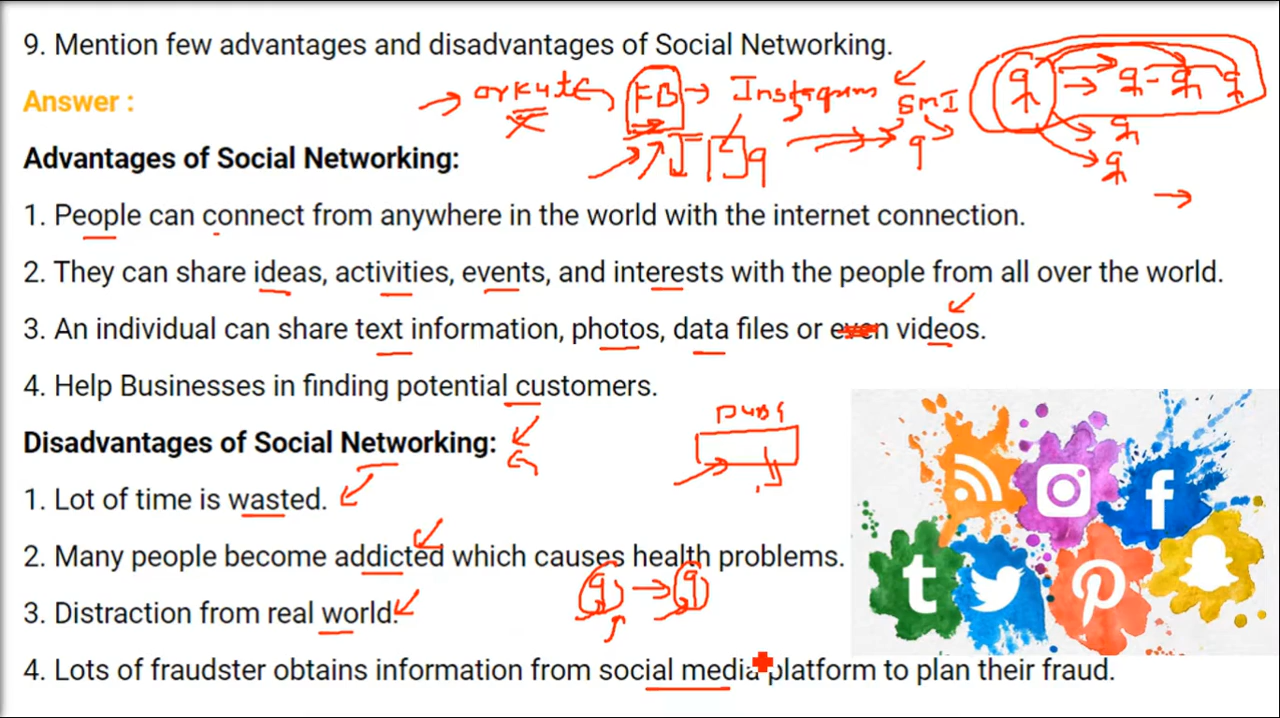 9. Mention few advantages and disadvantages of Social Networking.
Answer :
orkut FB Instagram
SMI
Advantages of Social Networking:
1. People can connect from anywhere in the world with the internet connection.
2. They can share ideas, activities, events, and interests with the people from all over the world.
3. An individual can share text information, photos, data files or even videos.
4. Help Businesses in finding potential customers.
PUBG
Disadvantages of Social Networking:
1. Lot of time is wasted.
2. Many people become addicted which causes health problems.
3. Distraction from real world.
4. Lots of fraudster obtains information from social media platform to plan their fraud.